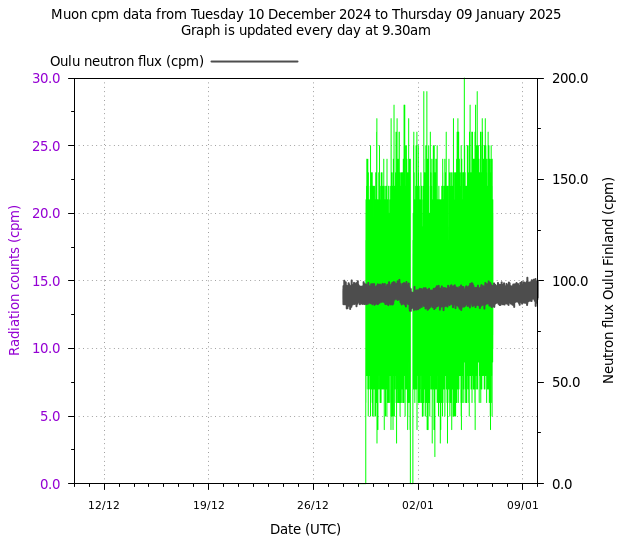 Muon cpm data from Tuesday 10 December 2024 to Thursday 09 January 2025
Graph is updated every day at 9.30am
Oulu neutron flux (cpm)
30.0
25.0
20.0
15.0
10.0
5.0
0.0
Radiation counts (cpm)
200.0
150.0
100.0
50.0
0.0
Neutron flux Oulu Finland (cpm)
12/12 19/12 26/12 02/01 09/01
Date (UTC)